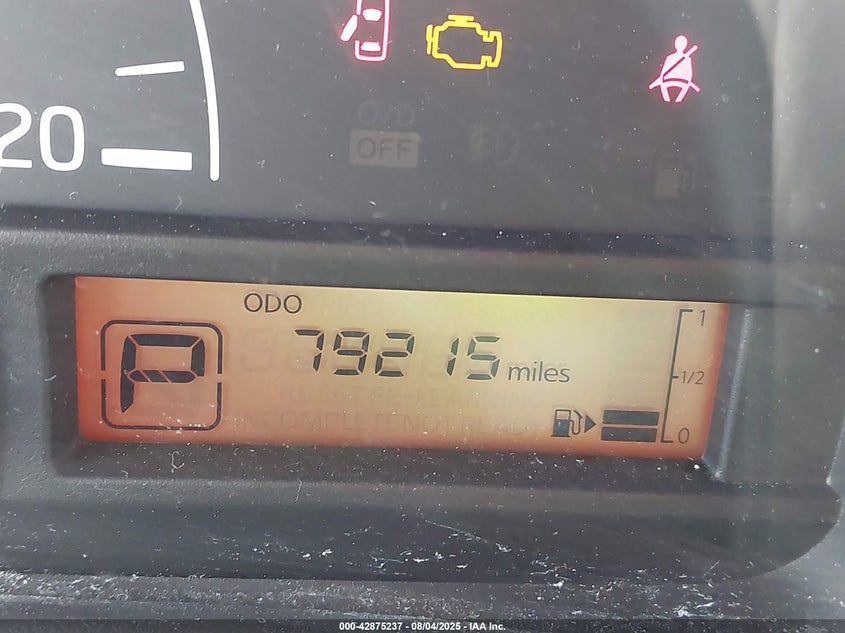 20
O/D
OFF
ODO
P
79215 miles
1
1/2
0
000-42875237 - 08/04/2025 - IAA Inc.